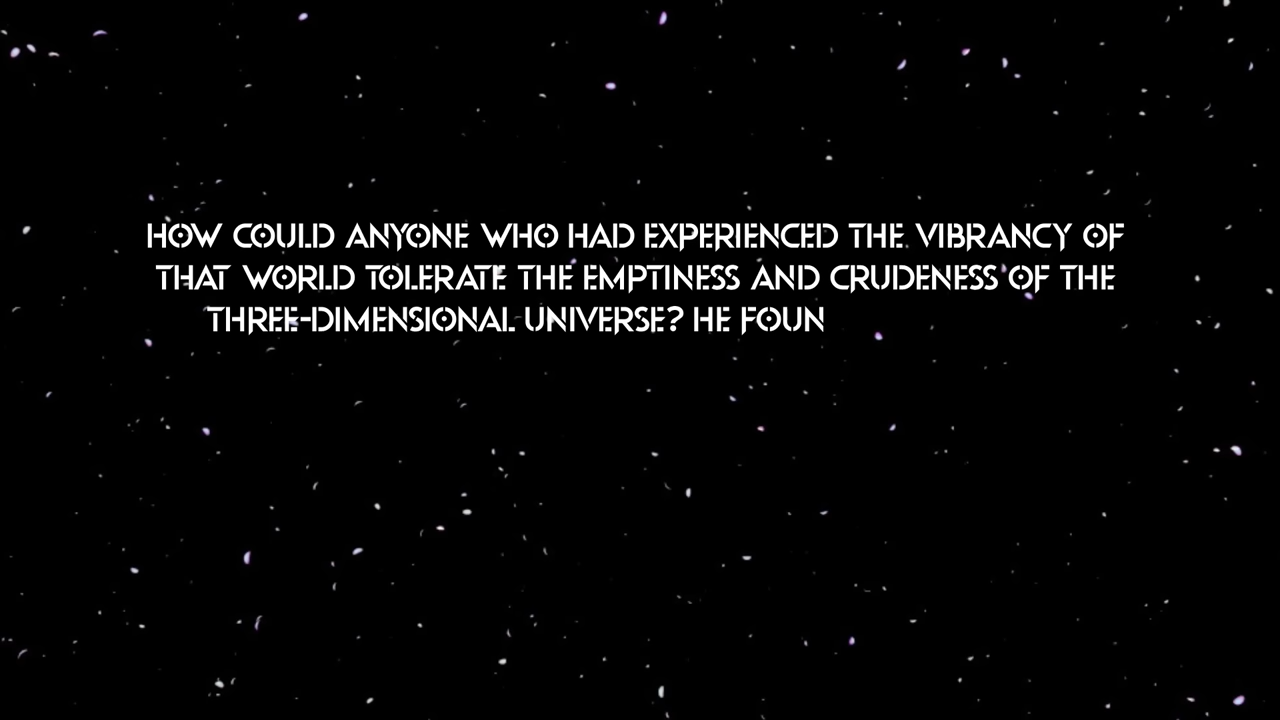 HOW COULD ANYONE WHO HAD EXPERIENCED THE VIBRANCY OF
THAT WORLD TOLERATE THE EMPTINESS AND CRUDENESS OF THE
THREE-DIMENSIONAL UNIVERSE? HE FOUN